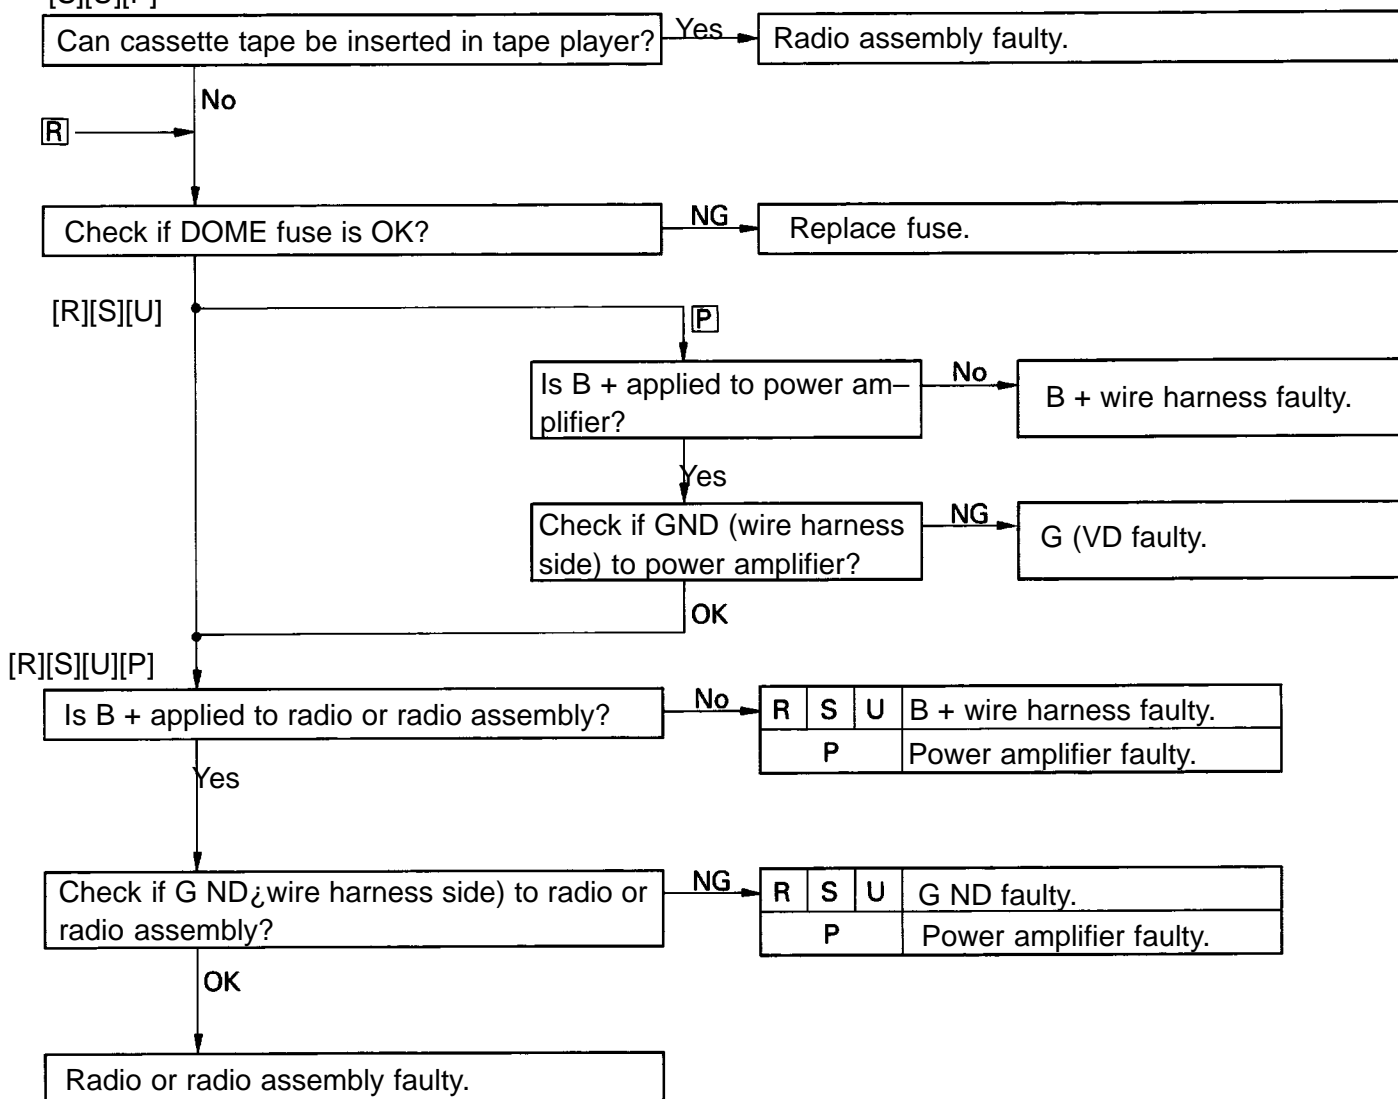 Can cassette tape be inserted in tape player?
Yes
Radio assembly faulty.
No
R
Check if DOME fuse is OK?
NG
Replace fuse.
[R][S][U]
P
Is B + applied to power am–
plifier?
No
B + wire harness faulty.
Yes
Check if GND (wire harness
side) to power amplifier?
NG
G (VD faulty.
OK
[R][S][U][P]
Is B + applied to radio or radio assembly?
No
R S U B + wire harness faulty.
P Power amplifier faulty.
Yes
Check if G ND¿wire harness side) to radio or
radio assembly?
NG
R S U G ND faulty.
P Power amplifier faulty.
OK
Radio or radio assembly faulty.